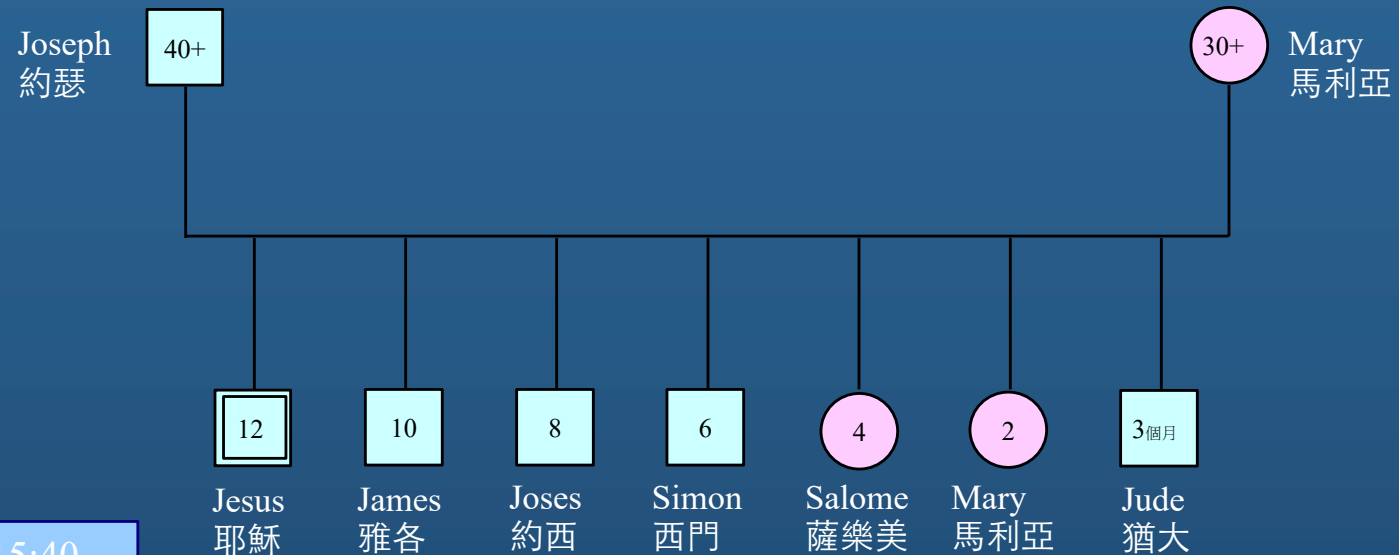 Joseph
約瑟
40+
30+
Mary
馬利亞
12
10
8
6
4
2
3個月
Jesus
耶穌
James
雅各
Joses
約西
Simon
西門
Salome
薩樂美
Mary
馬利亞
Jude
猶大
5:40